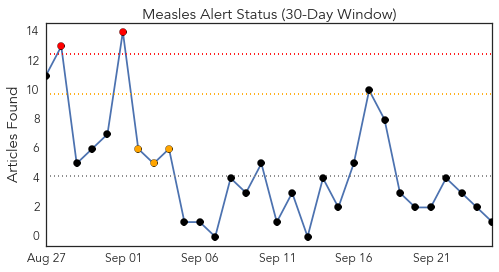 Measles Alert Status (30-Day Window)
Articles Found
14
12
10
8
6
4
2
0
Aug 27 Sep 01 Sep 06 Sep 11 Sep 16 Sep 21